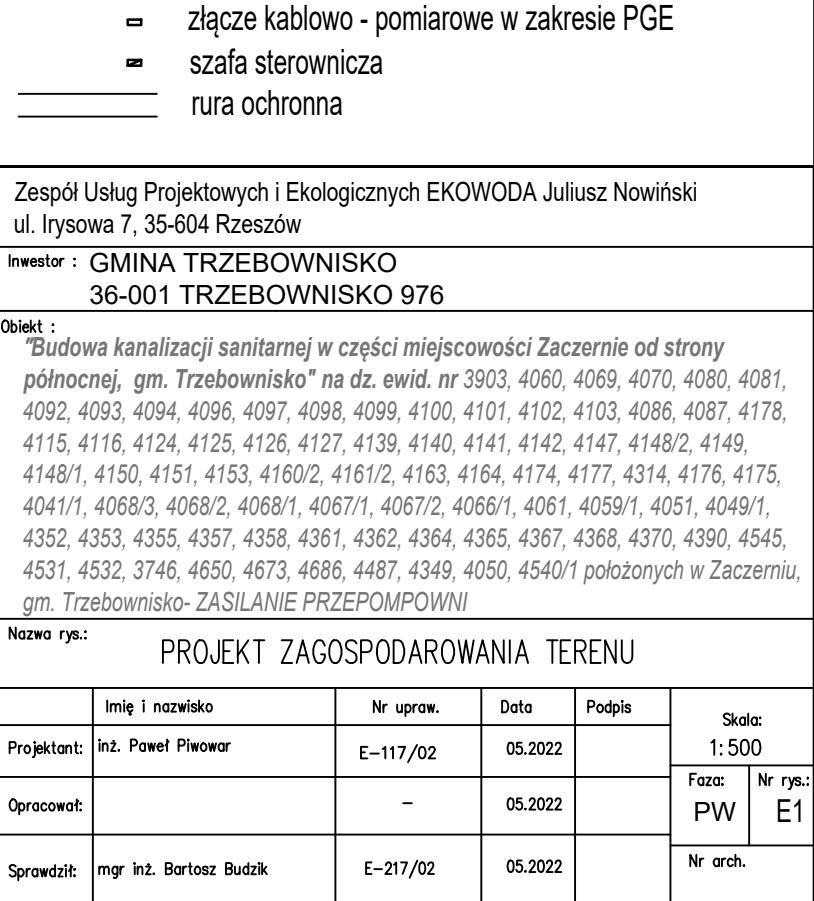 złącze kablowo - pomiarowe w zakresie PGE
szafa sterownicza
rura ochronna
Zespół Usług Projektowych i Ekologicznych EKOWODA Juliusz Nowiński
ul. Irysowa 7, 35-604 Rzeszów
Inwestor : GMINA TRZEBOWNISKO
36-001 TRZEBOWNISKO 976
Obiekt :
"Budowa kanalizacji sanitarnej w części miejscowości Zaczernie od strony
północnej, gm. Trzebownisko" na dz. ewid. nr 3903, 4060, 4069, 4070, 4080, 4081,
4092, 4093, 4094, 4096, 4097, 4098, 4099, 4100, 4101, 4102, 4103, 4086, 4087, 4178,
4115, 4116, 4124, 4125, 4126, 4127, 4139, 4140, 4141, 4142, 4147, 4148/2, 4149,
4148/1, 4150, 4151, 4153, 4160/2, 4161/2, 4163, 4164, 4174, 4177, 4314, 4176, 4175,
4041/1, 4068/3, 4068/2, 4068/1, 4067/1, 4067/2, 4066/1, 4061, 4059/1, 4051, 4049/1,
4352, 4353, 4355, 4357, 4358, 4361, 4362, 4364, 4365, 4367, 4368, 4370, 4390, 4545,
4531, 4532, 3746, 4650, 4673, 4686, 4487, 4349, 4050, 4540/1 położonych w Zaczerniu,
gm. Trzebownisko- ZASILANIE PRZEPOMPOWNI
Nazwa rys.:
PROJEKT ZAGOSPODAROWANIA TERENU
Imię i nazwisko Nr upraw. Data Podpis
Skala:
1:500
Projektant: inż. Paweł Piwowar E-117/02 05.2022
Faza: Nr rys.:
PW E1
Opracował: - 05.2022
Nr arch.
Sprawdził: mgr inż. Bartosz Budzik E-217/02 05.2022